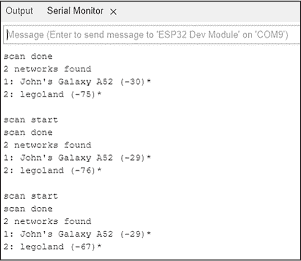 Output Serial Monitor ×
Message (Enter to send message to 'ESP32 Dev Module' on 'COM9')
scan done
2 networks found
1: John's Galaxy A52 (-30)*
2: legoland (-75)*
scan start
scan done
2 networks found
1: John's Galaxy A52 (-29)*
2: legoland (-76)*
scan start
scan done
2 networks found
1: John's Galaxy A52 (-29)*
2: legoland (-67)*